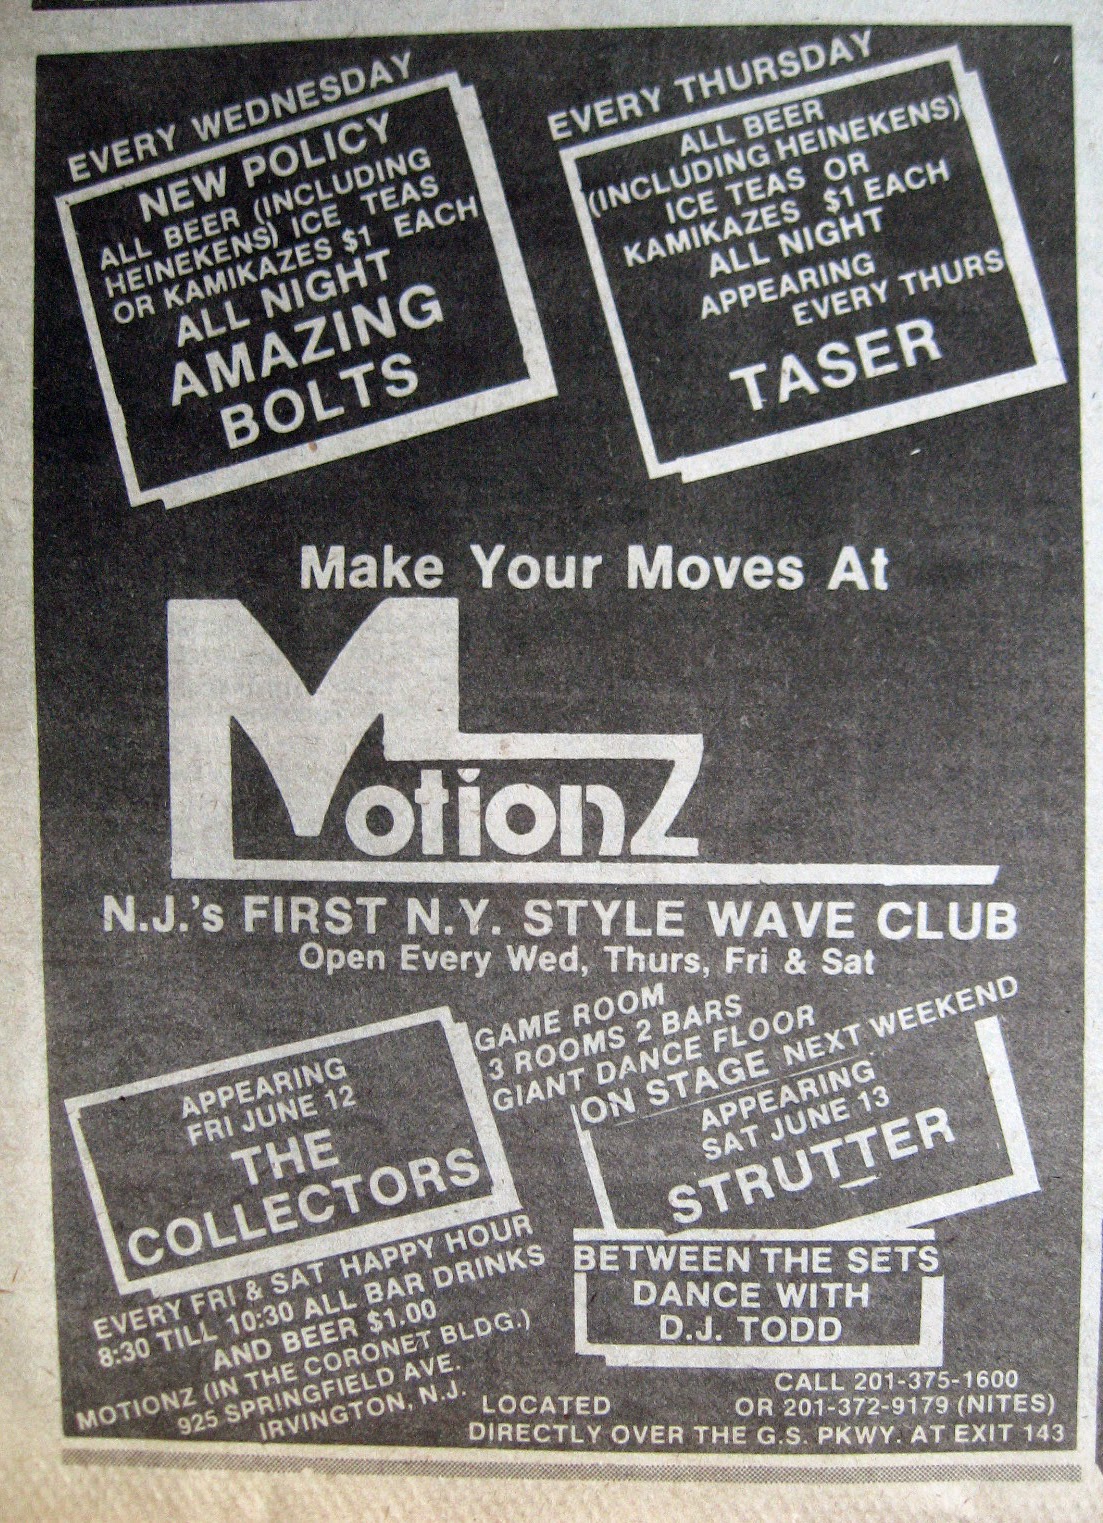 EVERY WEDNESDAY
NEW POLICY
ALL BEER (INCLUDING
HEINEKENS) ICE TEAS
OR KAMIKAZES $1 EACH
ALL NIGHT
AMAZING
BOLTS
EVERY THURSDAY
ALL BEER
(INCLUDING HEINEKENS)
ICE TEAS OR
KAMIKAZES $1 EACH
ALL NIGHT
APPEARING
EVERY THURS
TASER
Make Your Moves At
MotionZ
N.J.'s FIRST N.Y. STYLE WAVE CLUB
Open Every Wed, Thurs, Fri & Sat
GAME ROOM
3 ROOMS 2 BARS
GIANT DANCE FLOOR
ON STAGE NEXT WEEKEND
APPEARING
FRI JUNE 12
THE
COLLECTORS
APPEARING
SAT JUNE 13
STRUTTER
EVERY FRI & SAT HAPPY HOUR
8:30 TILL 10:30 ALL BAR DRINKS
AND BEER $1.00
MOTIONZ (IN THE CORONET BLDG.)
925 SPRINGFIELD AVE.
IRVINGTON, N.J.
BETWEEN THE SETS
DANCE WITH
D.J. TODD
CALL 201-375-1600
LOCATED OR 201-372-9179 (NITES)
DIRECTLY OVER THE G.S. PKWY. AT EXIT 143